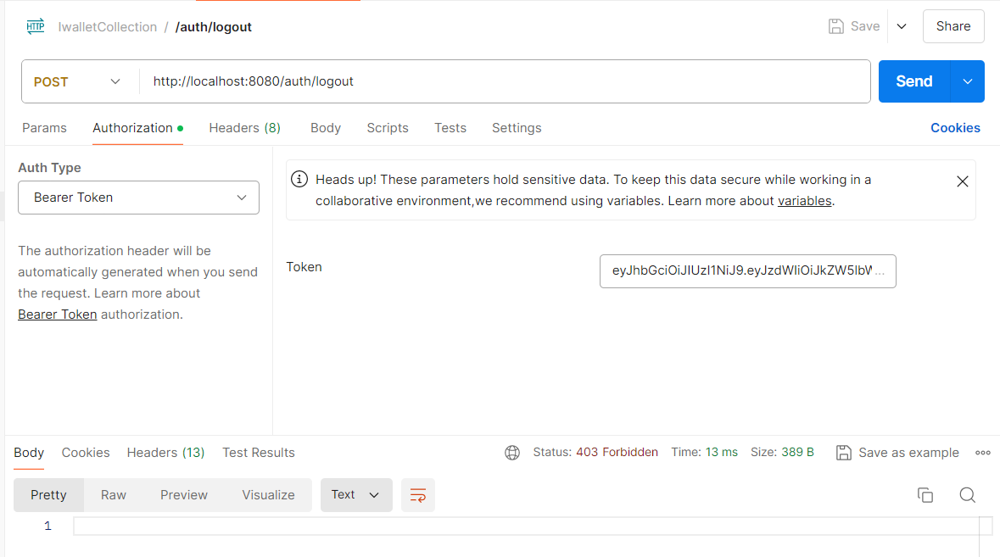 HTTP IwalletCollection / /auth/logout Save Share
POST http://localhost:8080/auth/logout Send
Params Authorization Headers (8) Body Scripts Tests Settings Cookies
Auth Type
Bearer Token
The authorization header will be
automatically generated when you send
the request. Learn more about
Bearer Token authorization.
Heads up! These parameters hold sensitive data. To keep this data secure while working in a
collaborative environment,we recommend using variables. Learn more about variables.
Token eyJhbGciOiJIUzI1NiJ9.eyJzdWIiOiJkZW5lbW...
Body Cookies Headers (13) Test Results Status: 403 Forbidden Time: 13 ms Size: 389 B Save as example
Pretty Raw Preview Visualize Text
1